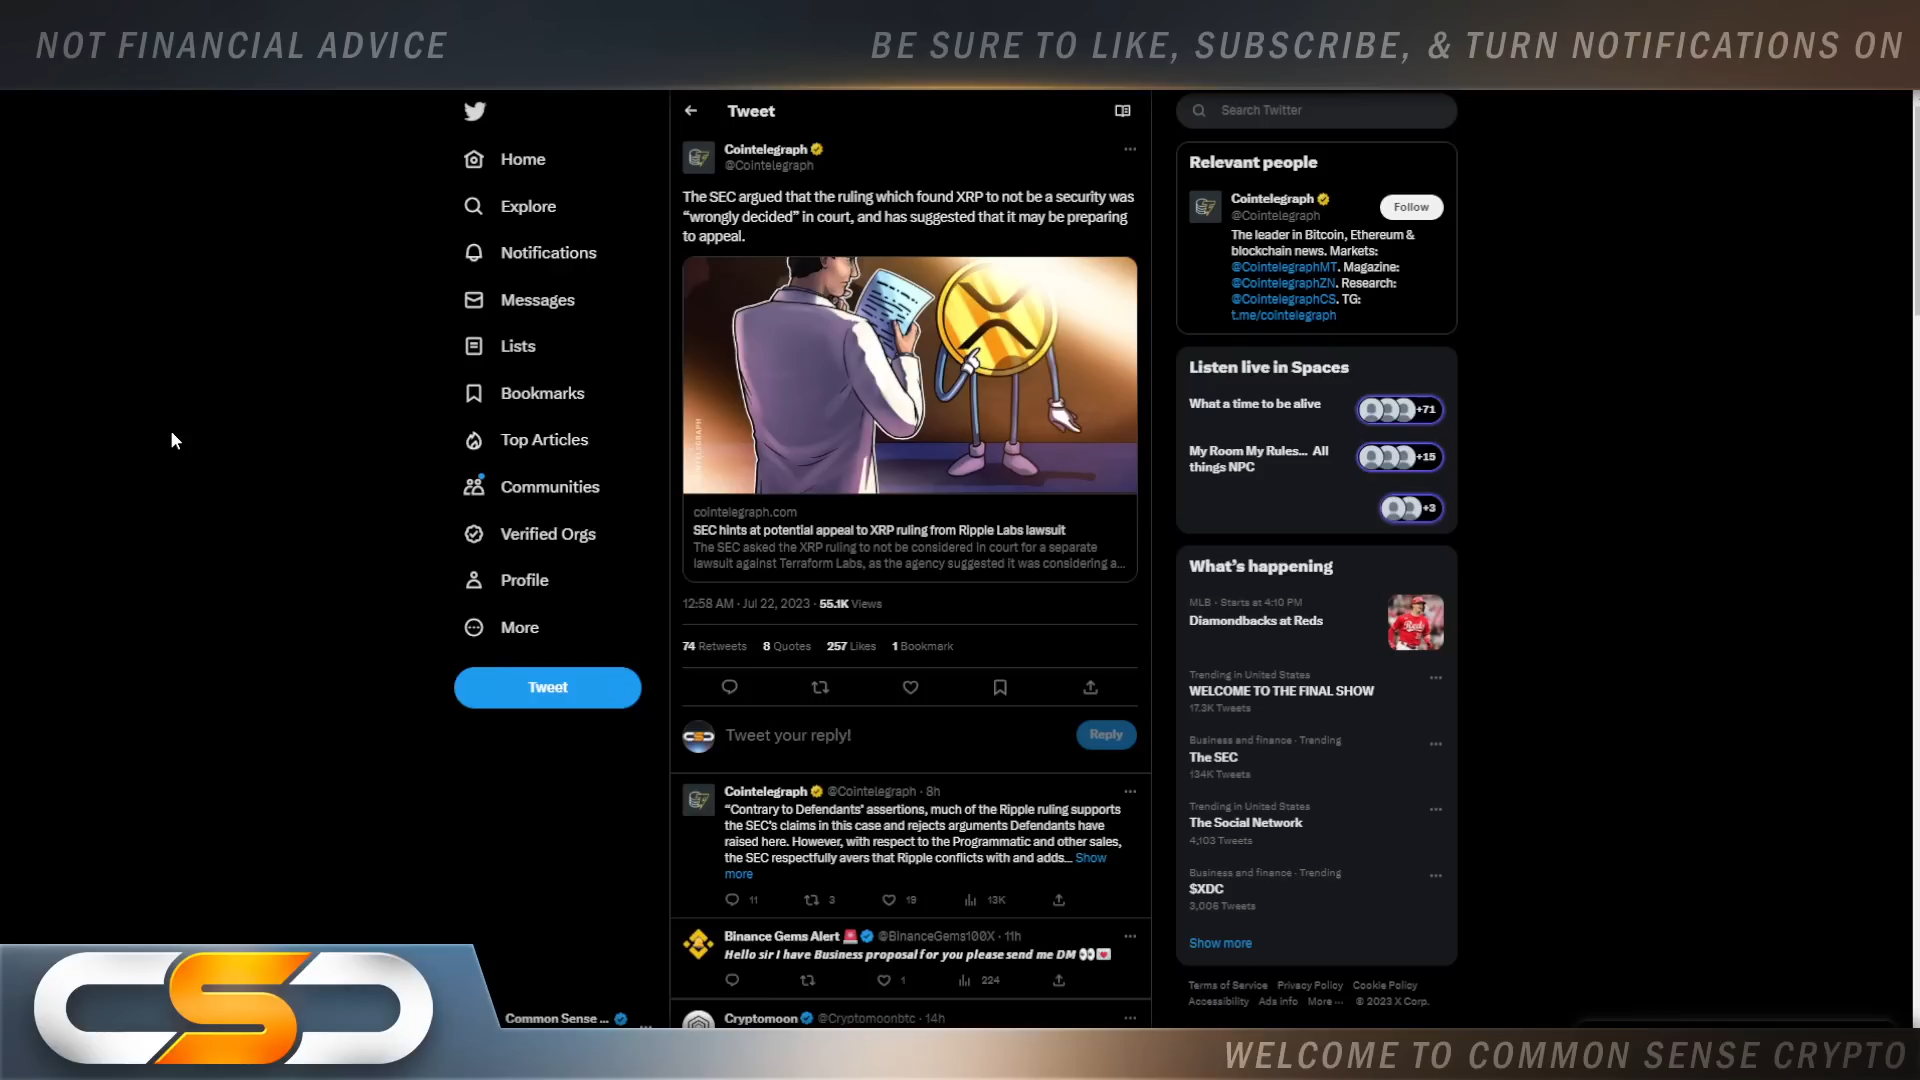 NOT FINANCIAL ADVICE
BE SURE TO LIKE, SUBSCRIBE, & TURN NOTIFICATIONS ON
Home
Explore
Notifications
Messages
Lists
Bookmarks
Top Articles
Communities
Verified Orgs
Profile
More
Tweet
Common Sense ...
Tweet
Cointelegraph
@Cointelegraph
The SEC argued that the ruling which found XRP to not be a security was
“wrongly decided” in court, and has suggested that it may be preparing
to appeal.
cointelegraph.com
SEC hints at potential appeal to XRP ruling from Ripple Labs lawsuit
The SEC asked the XRP ruling to not be considered in court for a separate
lawsuit against Terraform Labs, as the agency suggested it was considering a...
12:58 AM · Jul 22, 2023 · 55.1K Views
74 Retweets 8 Quotes 257 Likes 1 Bookmark
Tweet your reply!
Reply
Cointelegraph @Cointelegraph · 8h
“Contrary to Defendants’ assertions, much of the Ripple ruling supports
the SEC’s claims in this case and rejects arguments Defendants have
raised here. However, with respect to the Programmatic and other sales,
the SEC respectfully avers that Ripple conflicts with and adds... Show
more
11 3 19 13K
Binance Gems Alert @BinanceGems100X · 11h
Hello sir I have Business proposal for you please send me DM
1 224
Cryptomoon @Cryptomoonbtc · 14h
Search Twitter
Relevant people
Cointelegraph
@Cointelegraph
Follow
The leader in Bitcoin, Ethereum &
blockchain news. Markets:
@CointelegraphMT. Magazine:
@CointelegraphZN. Research:
@CointelegraphCS. TG:
t.me/cointelegraph
Listen live in Spaces
What a time to be alive
+71
My Room My Rules... All
things NPC
+15
+3
What’s happening
MLB · Starts at 4:10 PM
Diamondbacks at Reds
Trending in United States
WELCOME TO THE FINAL SHOW
17.3K Tweets
Business and finance · Trending
The SEC
134K Tweets
Trending in United States
The Social Network
4,103 Tweets
Business and finance · Trending
$XDC
3,006 Tweets
Show more
Terms of Service Privacy Policy Cookie Policy
Accessibility Ads info More ··· © 2023 X Corp.
CSC
WELCOME TO COMMON SENSE CRYPTO